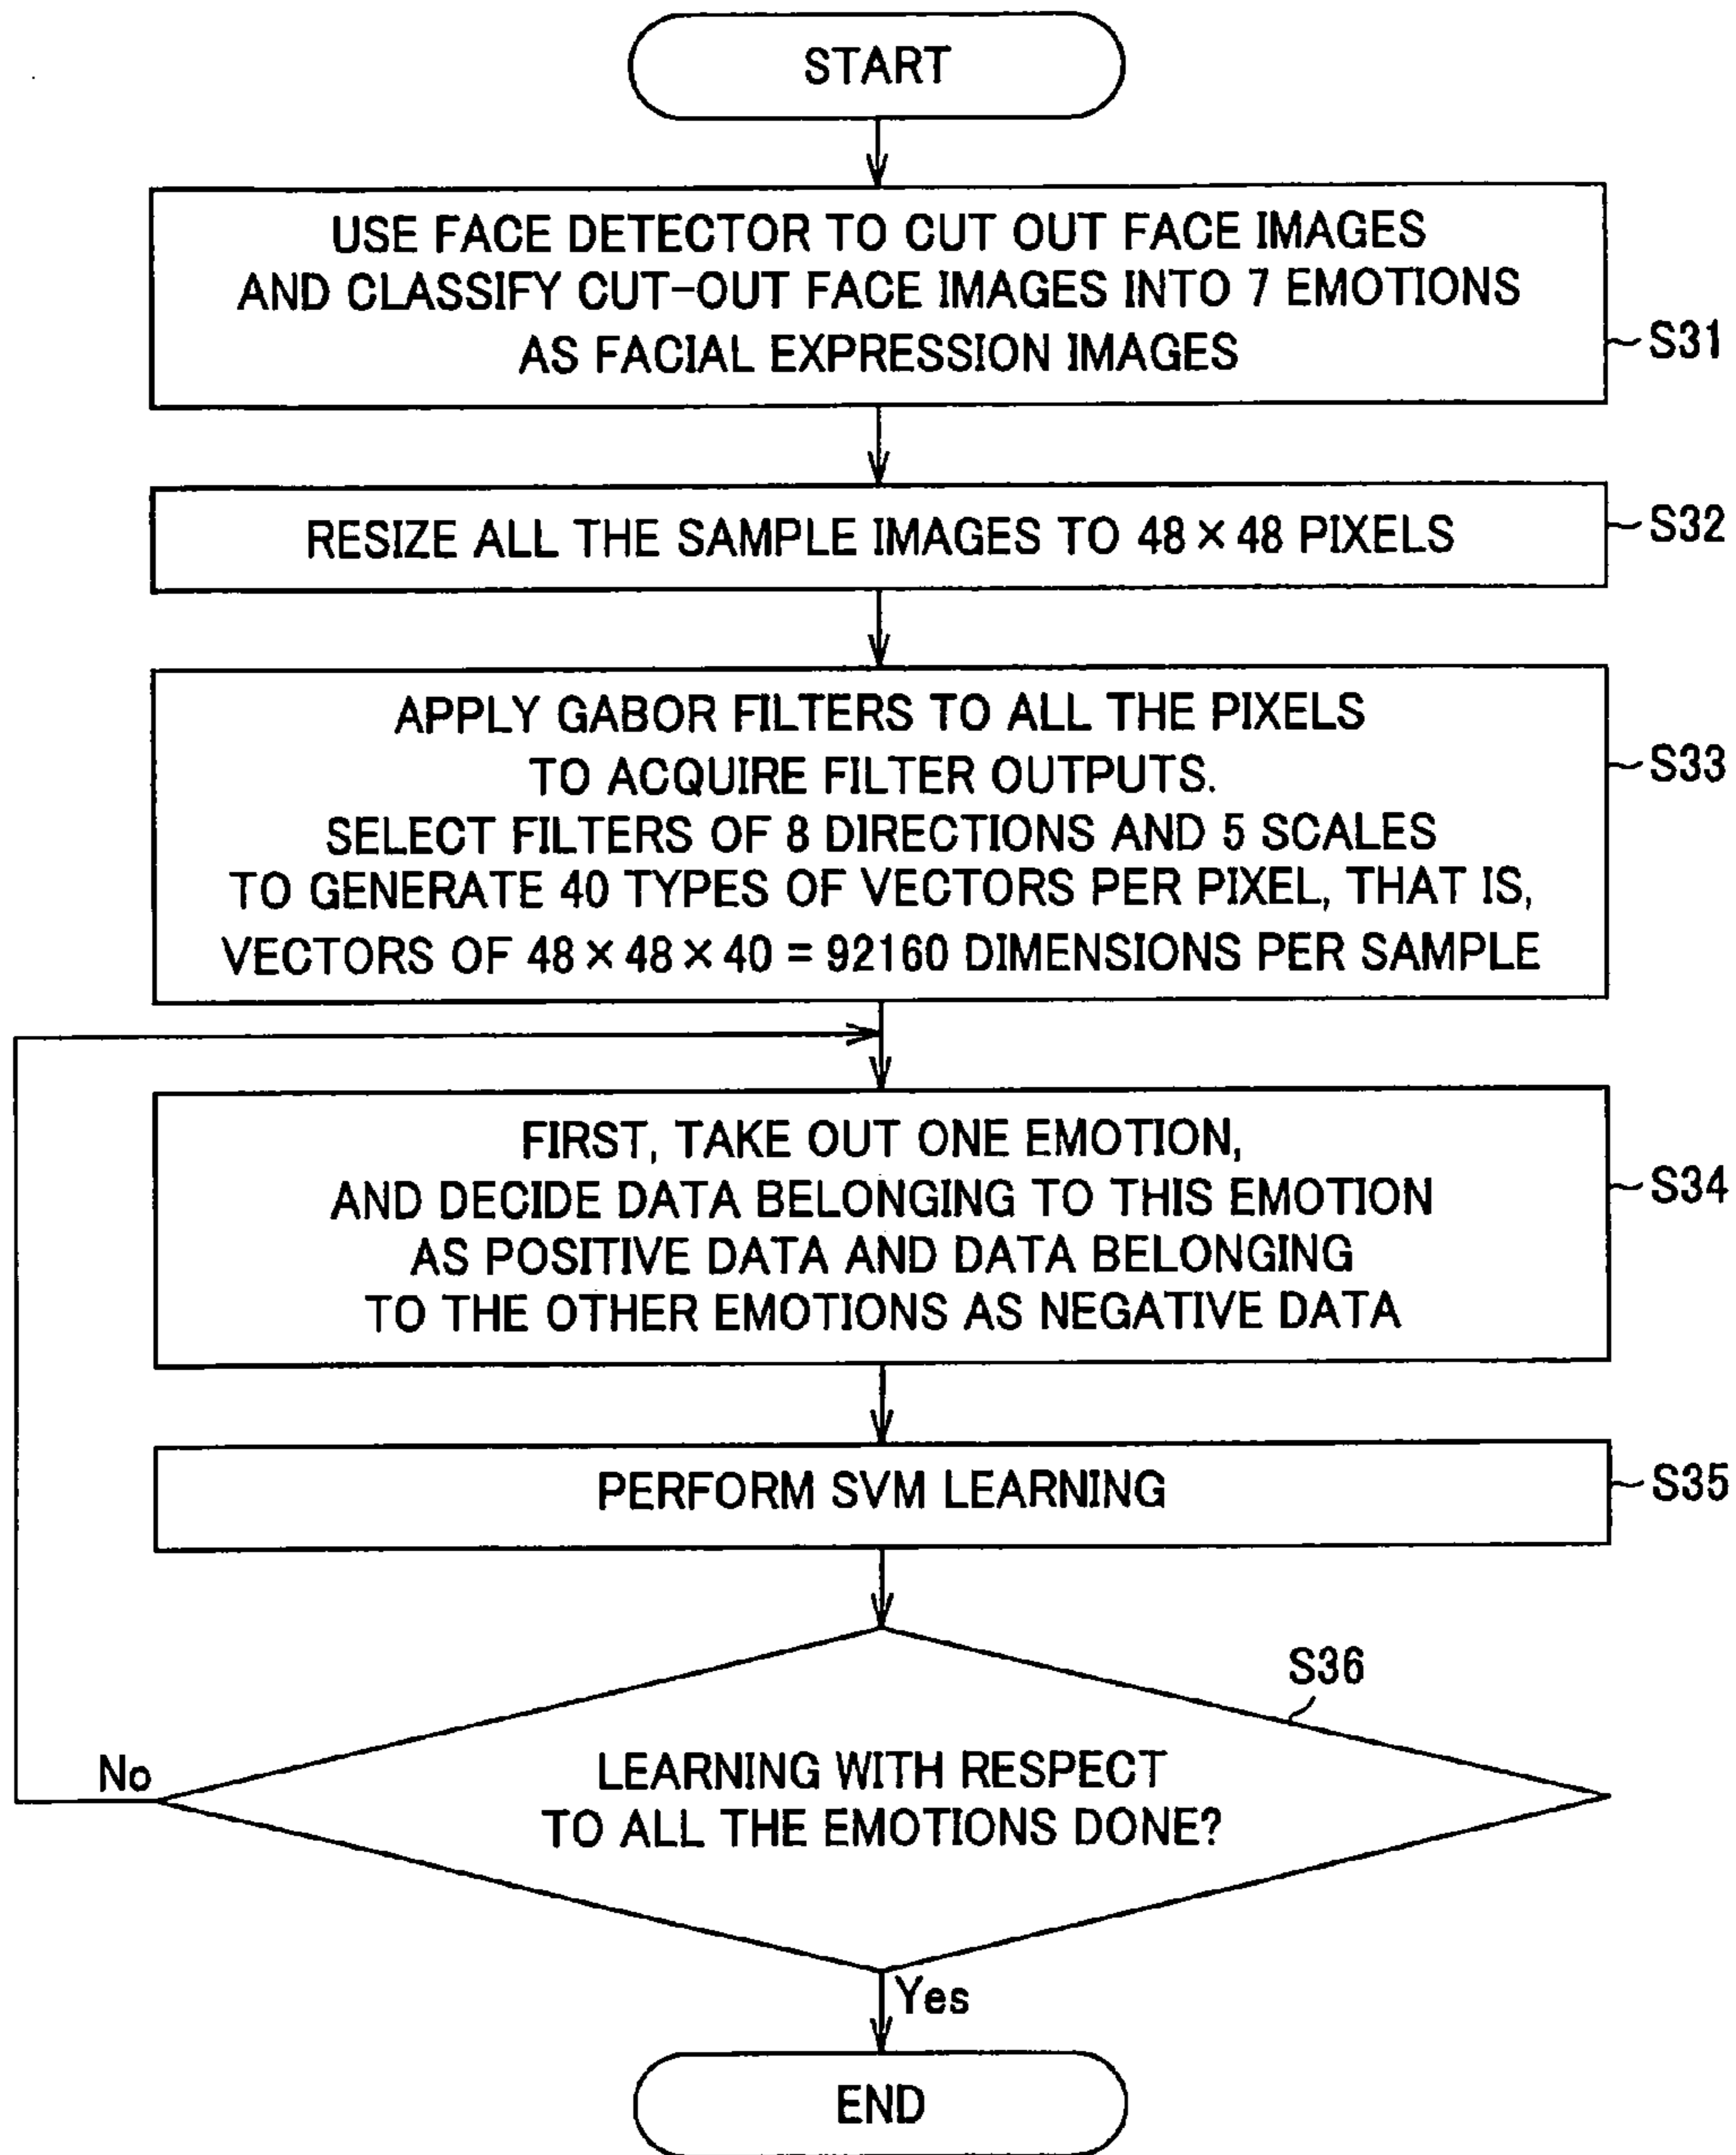 START
USE FACE DETECTOR TO CUT OUT FACE IMAGES
AND CLASSIFY CUT-OUT FACE IMAGES INTO 7 EMOTIONS
AS FACIAL EXPRESSION IMAGES
S31
RESIZE ALL THE SAMPLE IMAGES TO 48 × 48 PIXELS
S32
APPLY GABOR FILTERS TO ALL THE PIXELS
TO ACQUIRE FILTER OUTPUTS.
SELECT FILTERS OF 8 DIRECTIONS AND 5 SCALES
TO GENERATE 40 TYPES OF VECTORS PER PIXEL, THAT IS,
VECTORS OF 48 × 48 × 40 = 92160 DIMENSIONS PER SAMPLE
S33
FIRST, TAKE OUT ONE EMOTION,
AND DECIDE DATA BELONGING TO THIS EMOTION
AS POSITIVE DATA AND DATA BELONGING
TO THE OTHER EMOTIONS AS NEGATIVE DATA
S34
PERFORM SVM LEARNING
S35
S36
LEARNING WITH RESPECT
TO ALL THE EMOTIONS DONE?
No
Yes
END